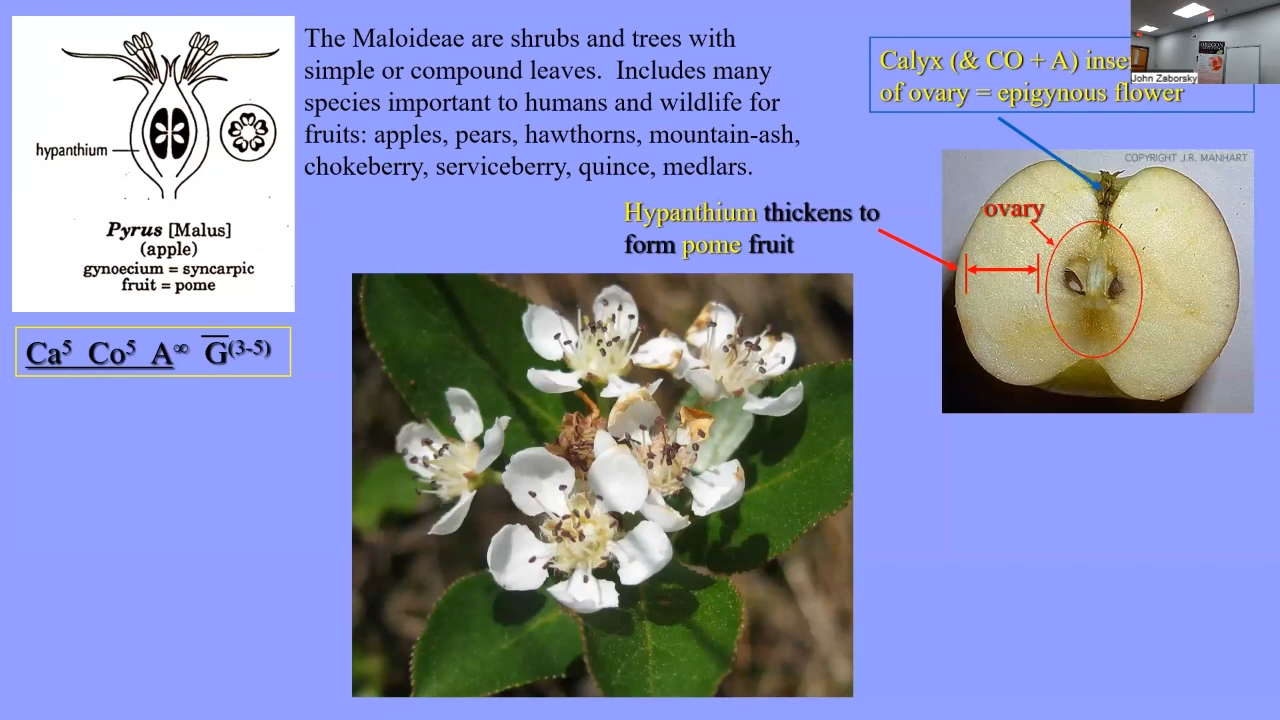 The Maloideae are shrubs and trees with
simple or compound leaves. Includes many
species important to humans and wildlife for
fruits: apples, pears, hawthorns, mountain-ash,
chokeberry, serviceberry, quince, medlars.
hypanthium
Pyrus [Malus]
(apple)
gynoecium = syncarpic
fruit = pome
Ca⁵ Co⁵ A∞ G̅⁽³⁻⁵⁾
Hypanthium thickens to
form pome fruit
Calyx (& CO + A)
of ovary = epigynous flower
John Zaborsky
COPYRIGHT J.R. MANHART
ovary
OREGON